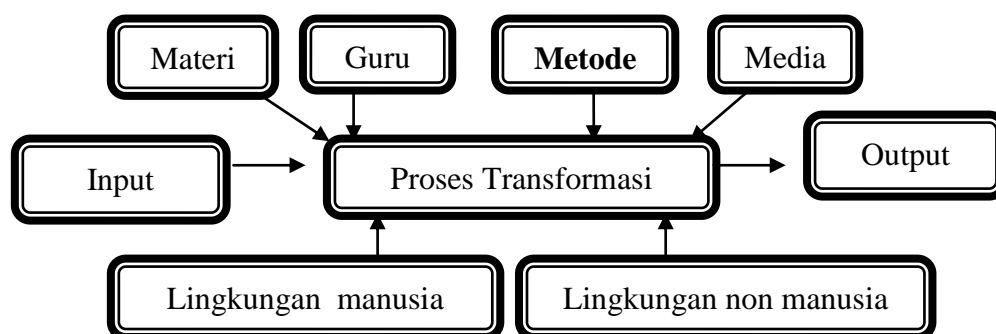 Materi
Guru
Metode
Media
Input
Proses Transformasi
Output
Lingkungan  manusia
Lingkungan non manusia